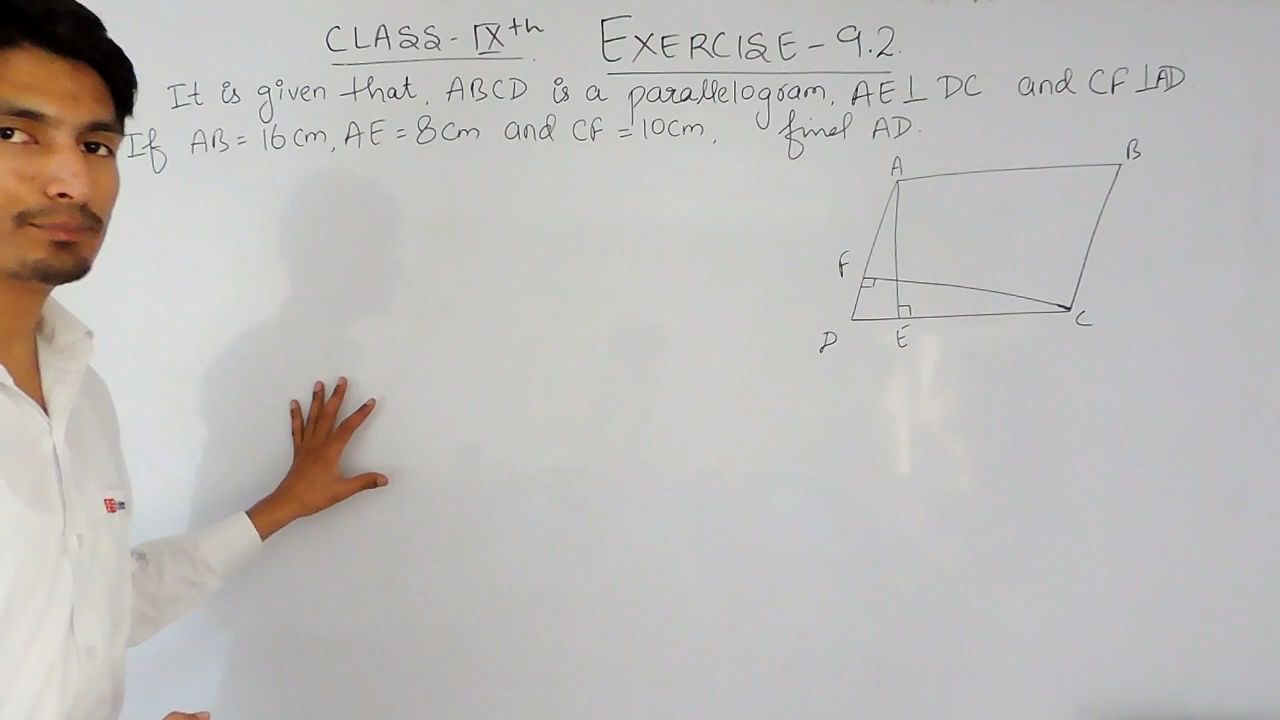 CLASS-IXth EXERCISE-9.2.
It is given that, ABCD is a parallelogram, AE⊥DC and CF⊥AD
If AB=16cm, AE=8cm and CF=10cm, find AD.
A
B
F
D
E
C